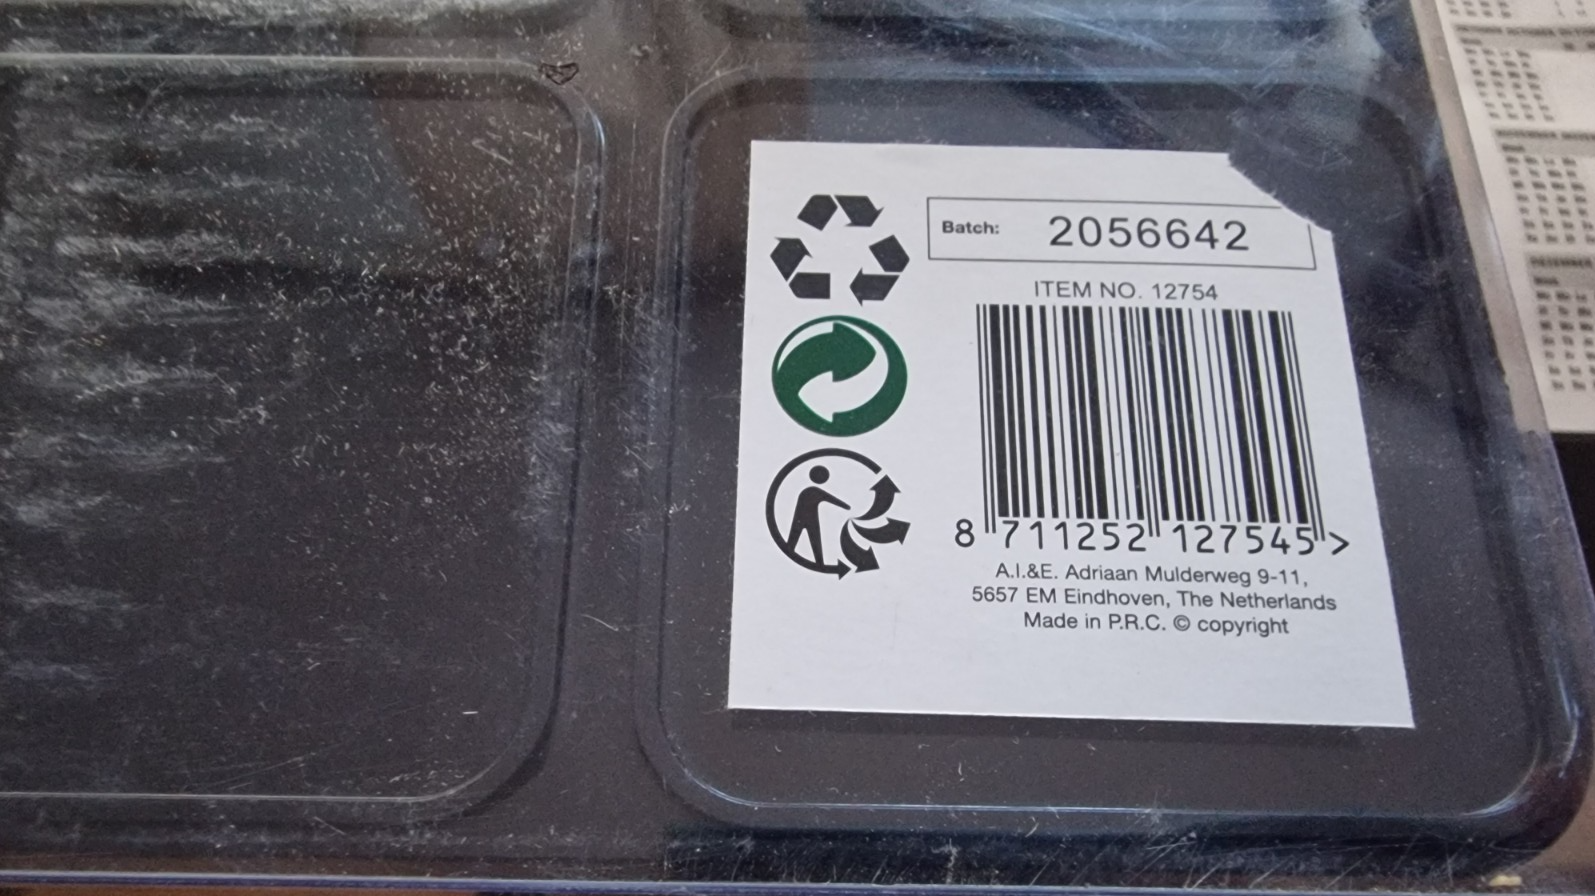 Batch: 2056642
ITEM NO. 12754
8 711252 127545 >
A.I.&E. Adriaan Mulderweg 9-11,
5657 EM Eindhoven, The Netherlands
Made in P.R.C. © copyright